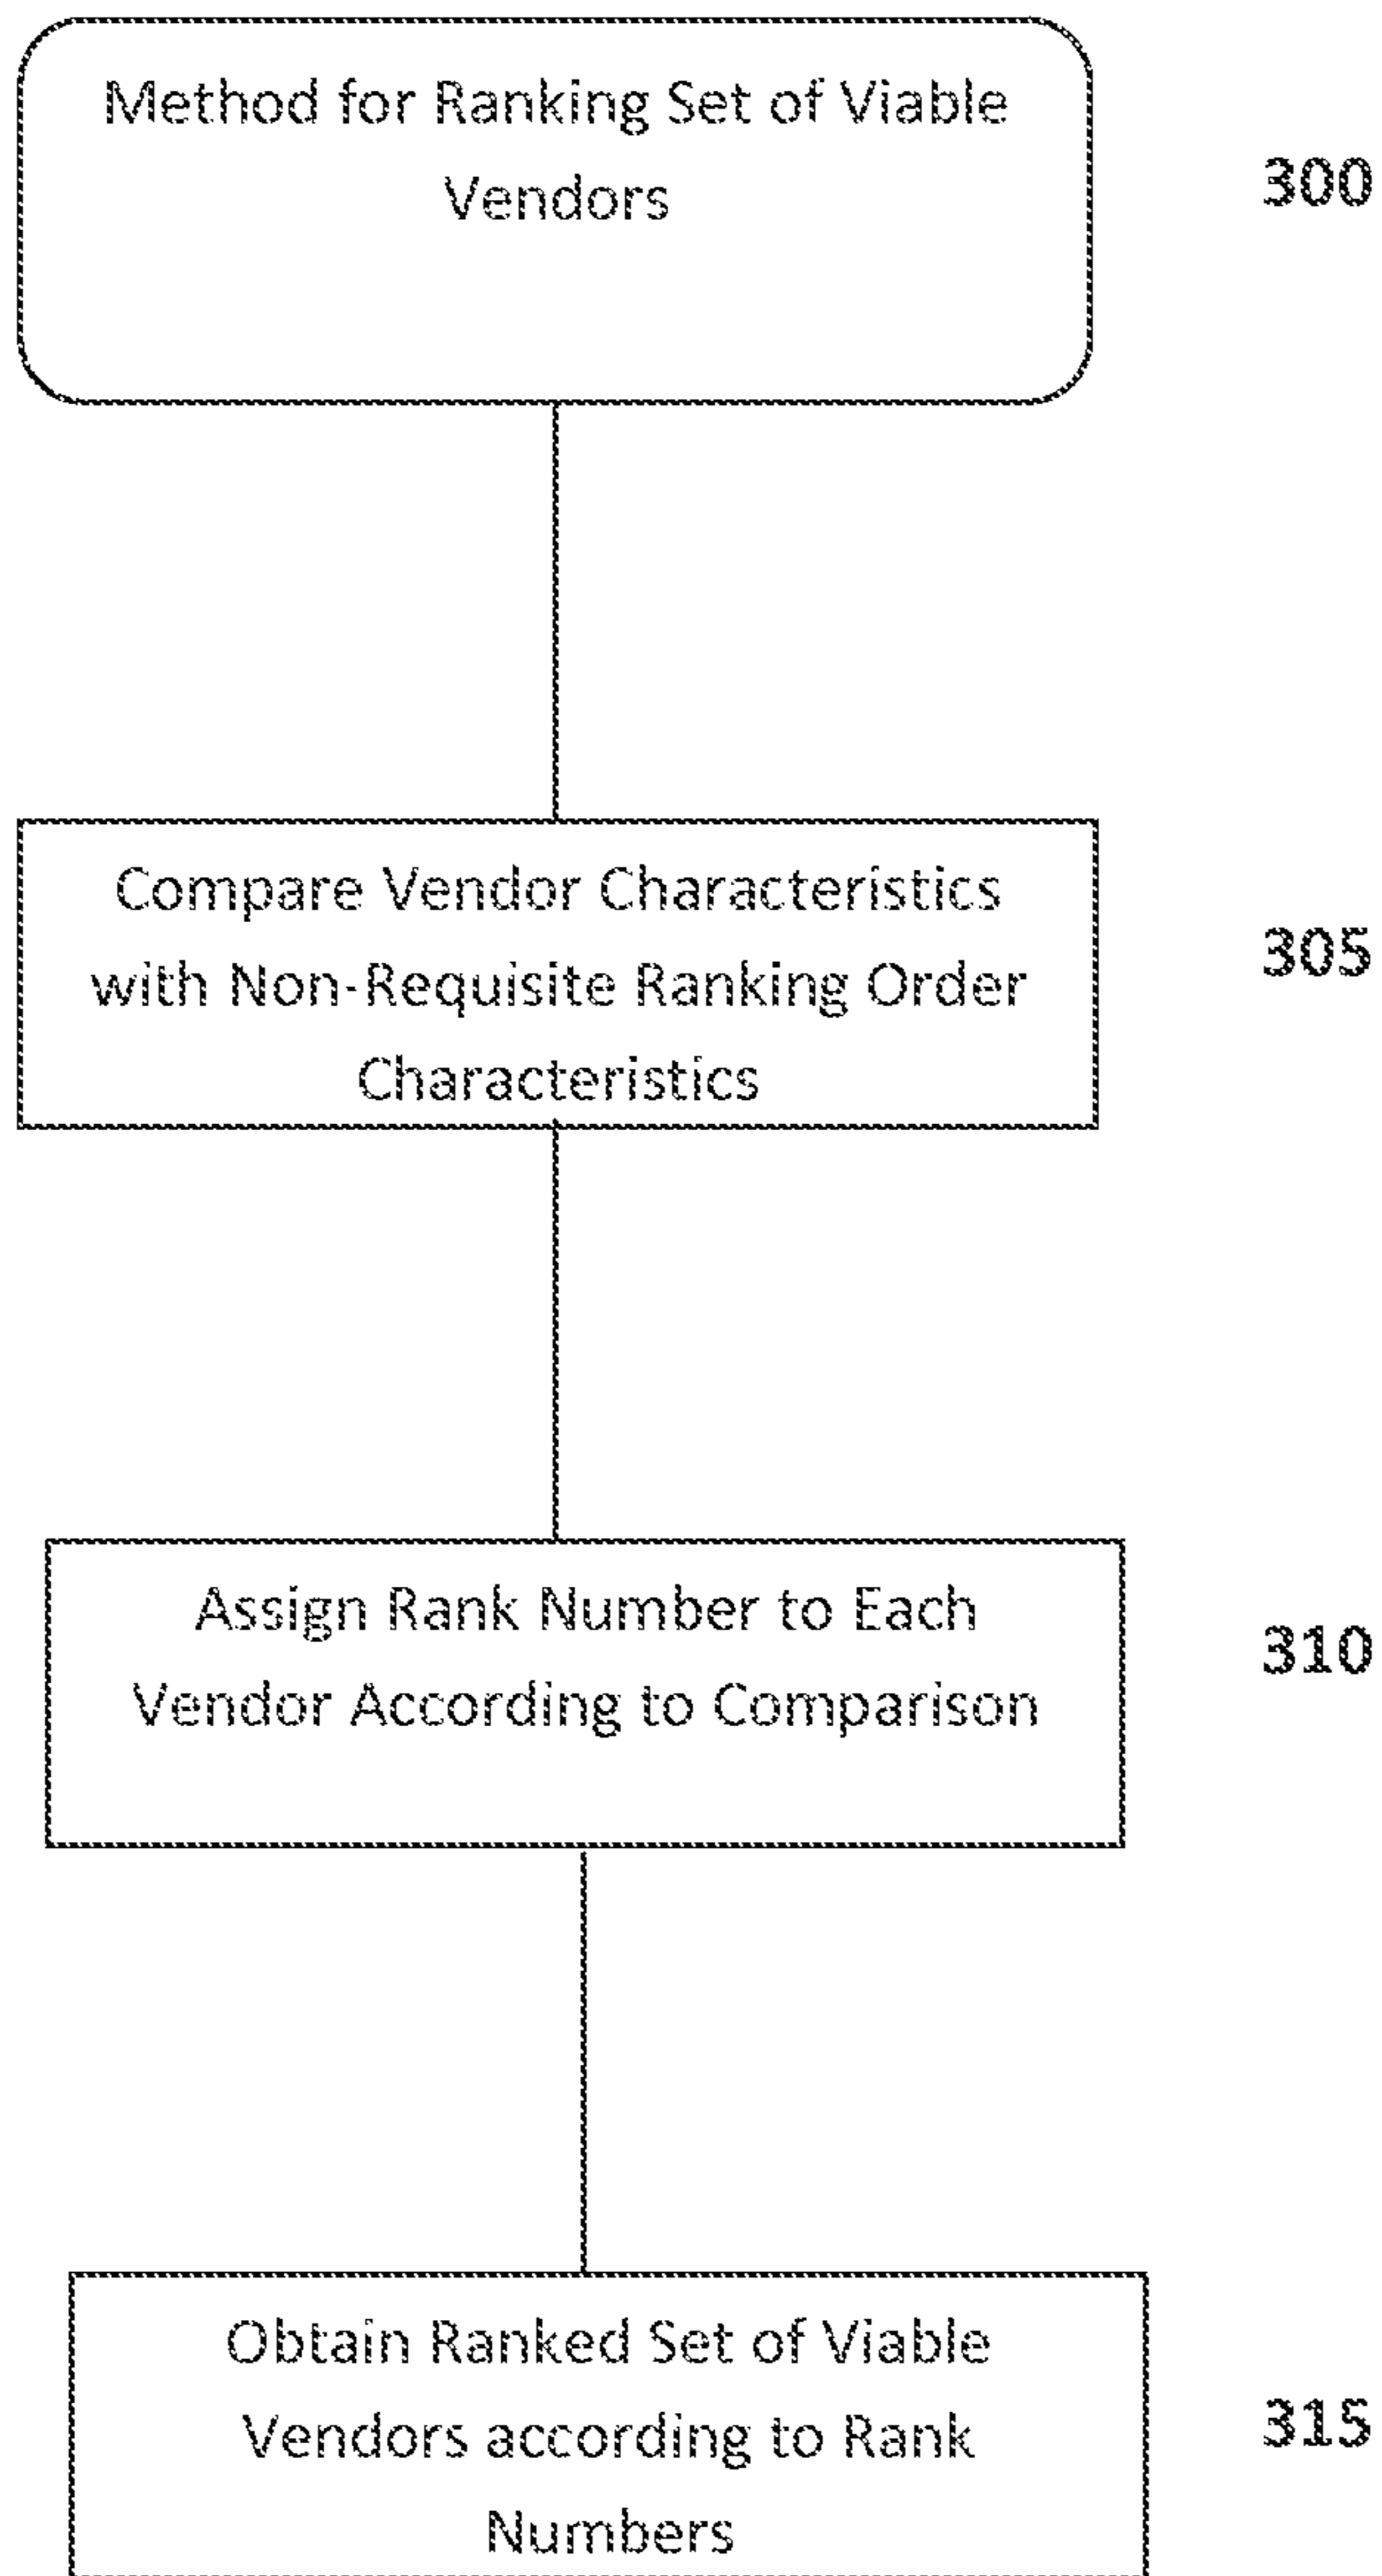 Method for Ranking Set of Viable
Vendors
300
Compare Vendor Characteristics
with Non-Requisite Ranking Order
Characteristics
305
Assign Rank Number to Each
Vendor According to Comparison
310
Obtain Ranked Set of Viable
Vendors according to Rank
Numbers
315